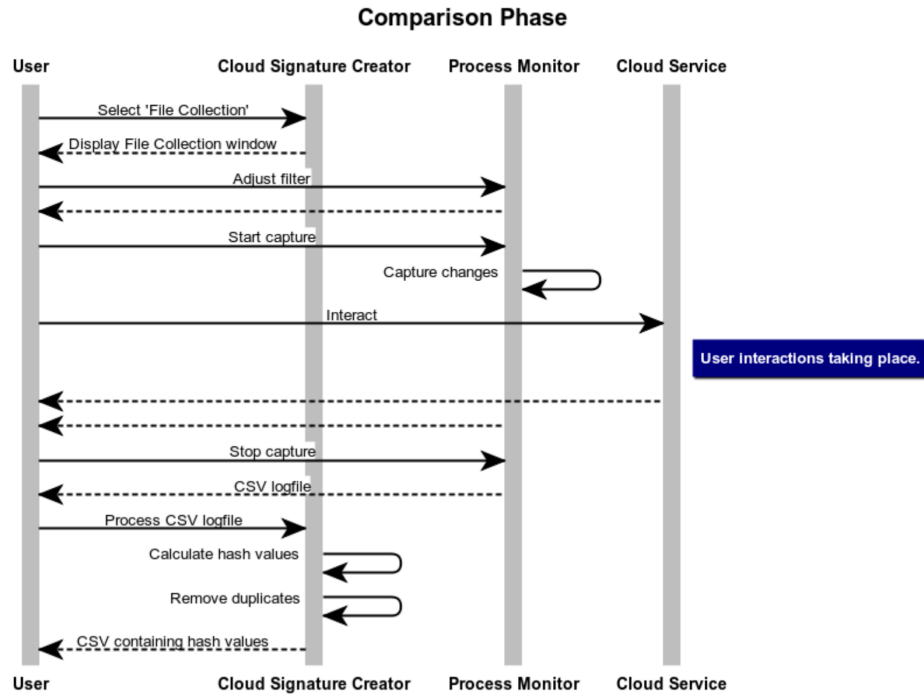 Comparison Phase
User Cloud Signature Creator Process Monitor Cloud Service
Select 'File Collection'
Display File Collection window
Adjust filter
Start capture
Capture changes
Interact
User interactions taking place.
Stop capture
CSV logfile
Process CSV logfile
Calculate hash values
Remove duplicates
CSV containing hash values
User Cloud Signature Creator Process Monitor Cloud Service